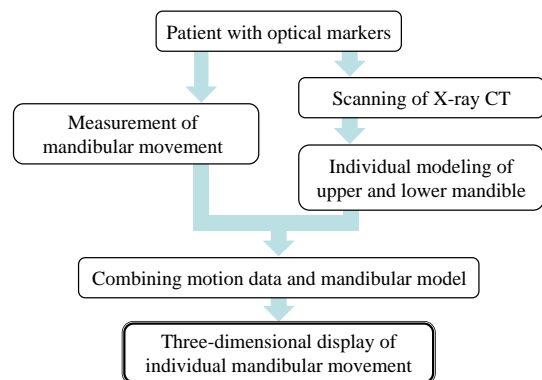 Patient with optical markers
Scanning of X-ray CT
Measurement of
mandibular movement
Individual modeling of
upper and lower mandible
Combining motion data and mandibular model
Three-dimensional display of
individual mandibular movement